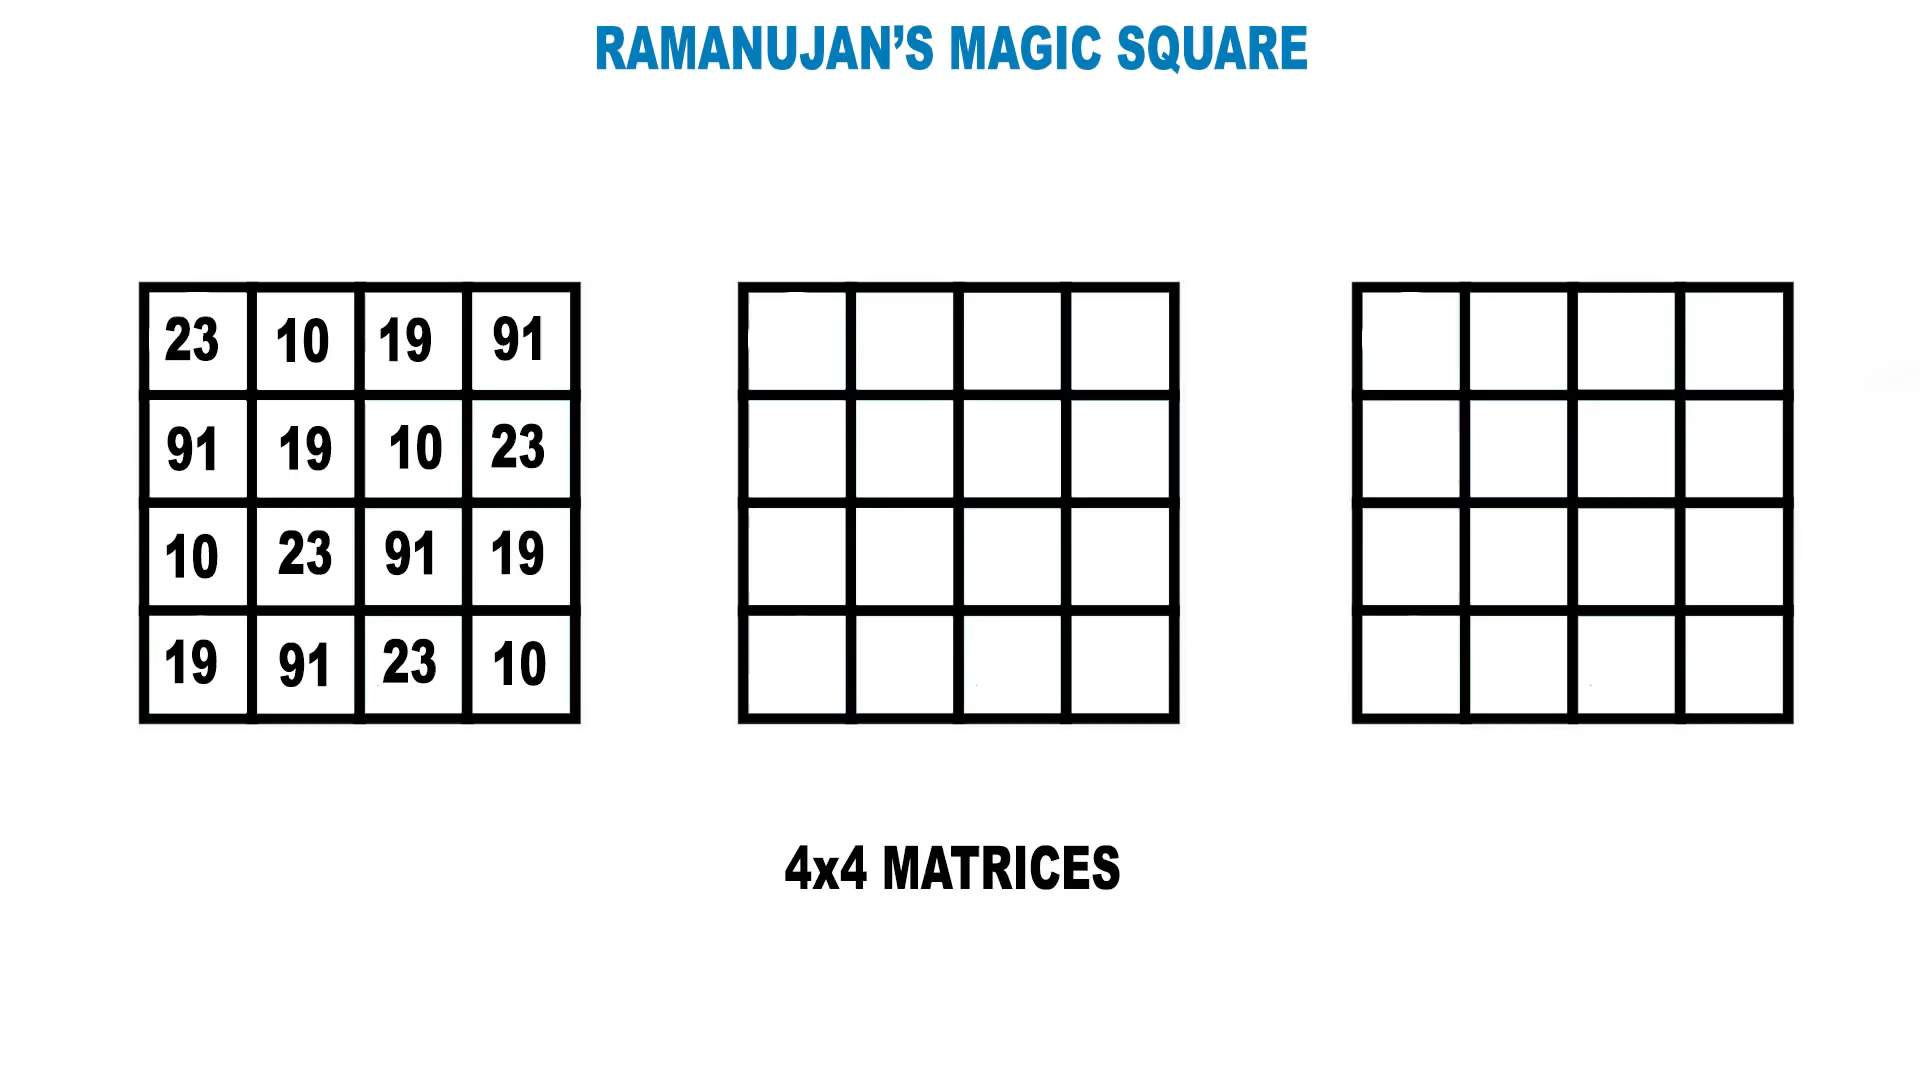 RAMANUJAN’S MAGIC SQUARE
23 10 19 91
91 19 10 23
10 23 91 19
19 91 23 10
4x4 MATRICES